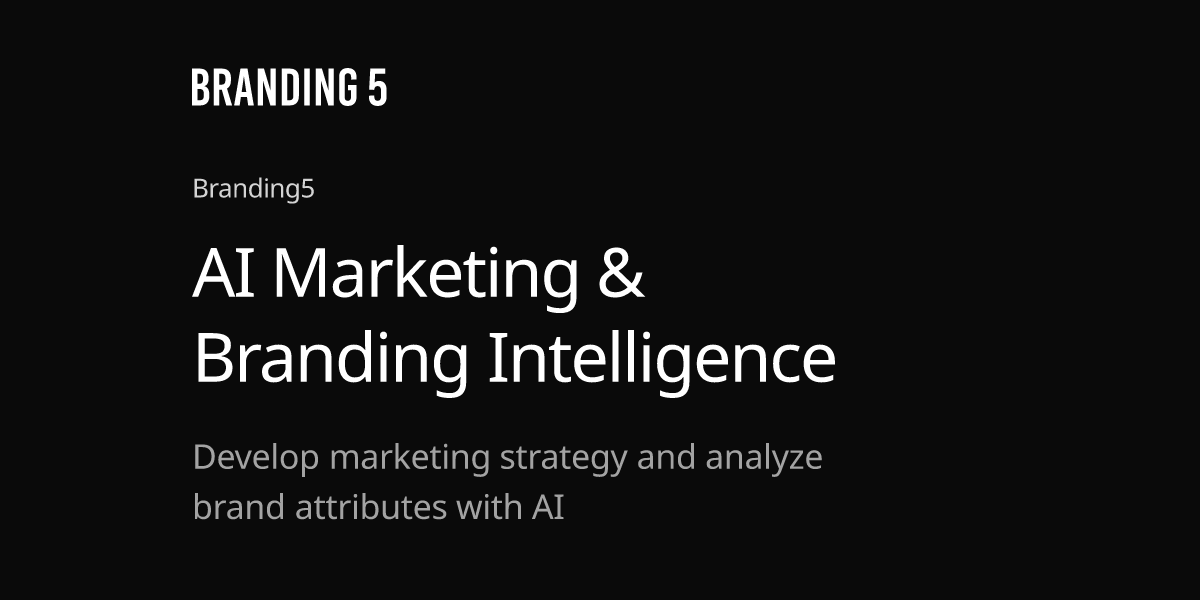 BRANDING 5
Branding5
AI Marketing &
Branding Intelligence
Develop marketing strategy and analyze
brand attributes with AI